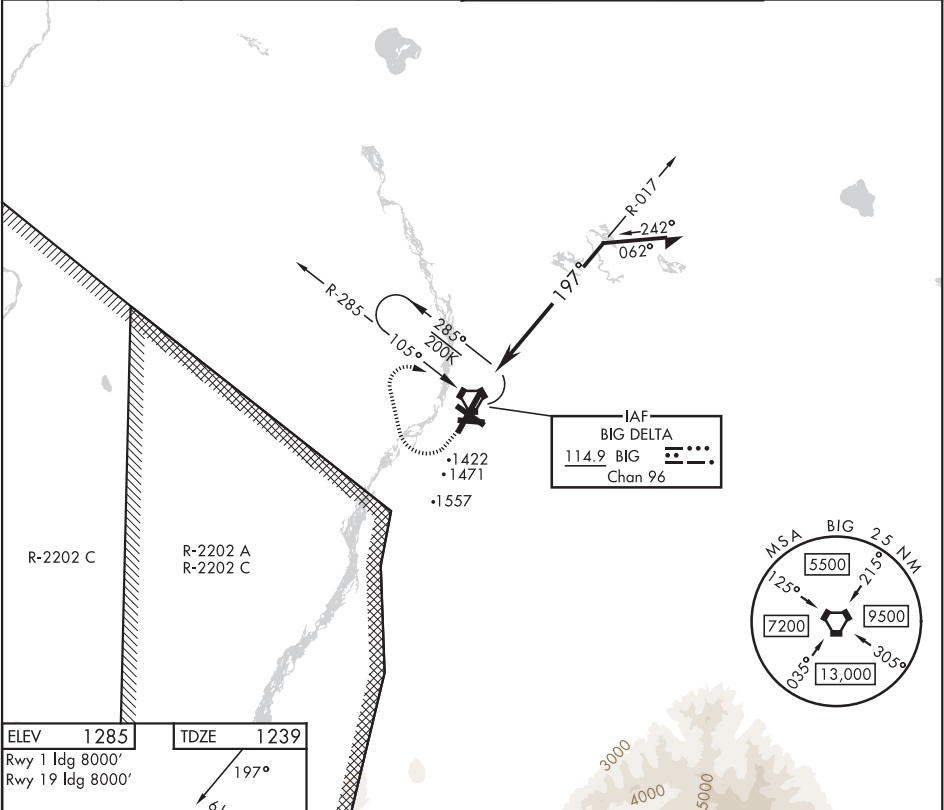 R-017
242°
062°
197°
R-285
285°
200K
105°
IAF
BIG DELTA
114.9 BIG
Chan 96
1422
1471
1557
R-2202 C
R-2202 A
R-2202 C
MSA BIG 25 NM
5500
125°
215°
7200
9500
035°
305°
13,000
ELEV 1285
TDZE 1239
Rwy 1 ldg 8000'
Rwy 19 ldg 8000'
197°
3000
4000
5000